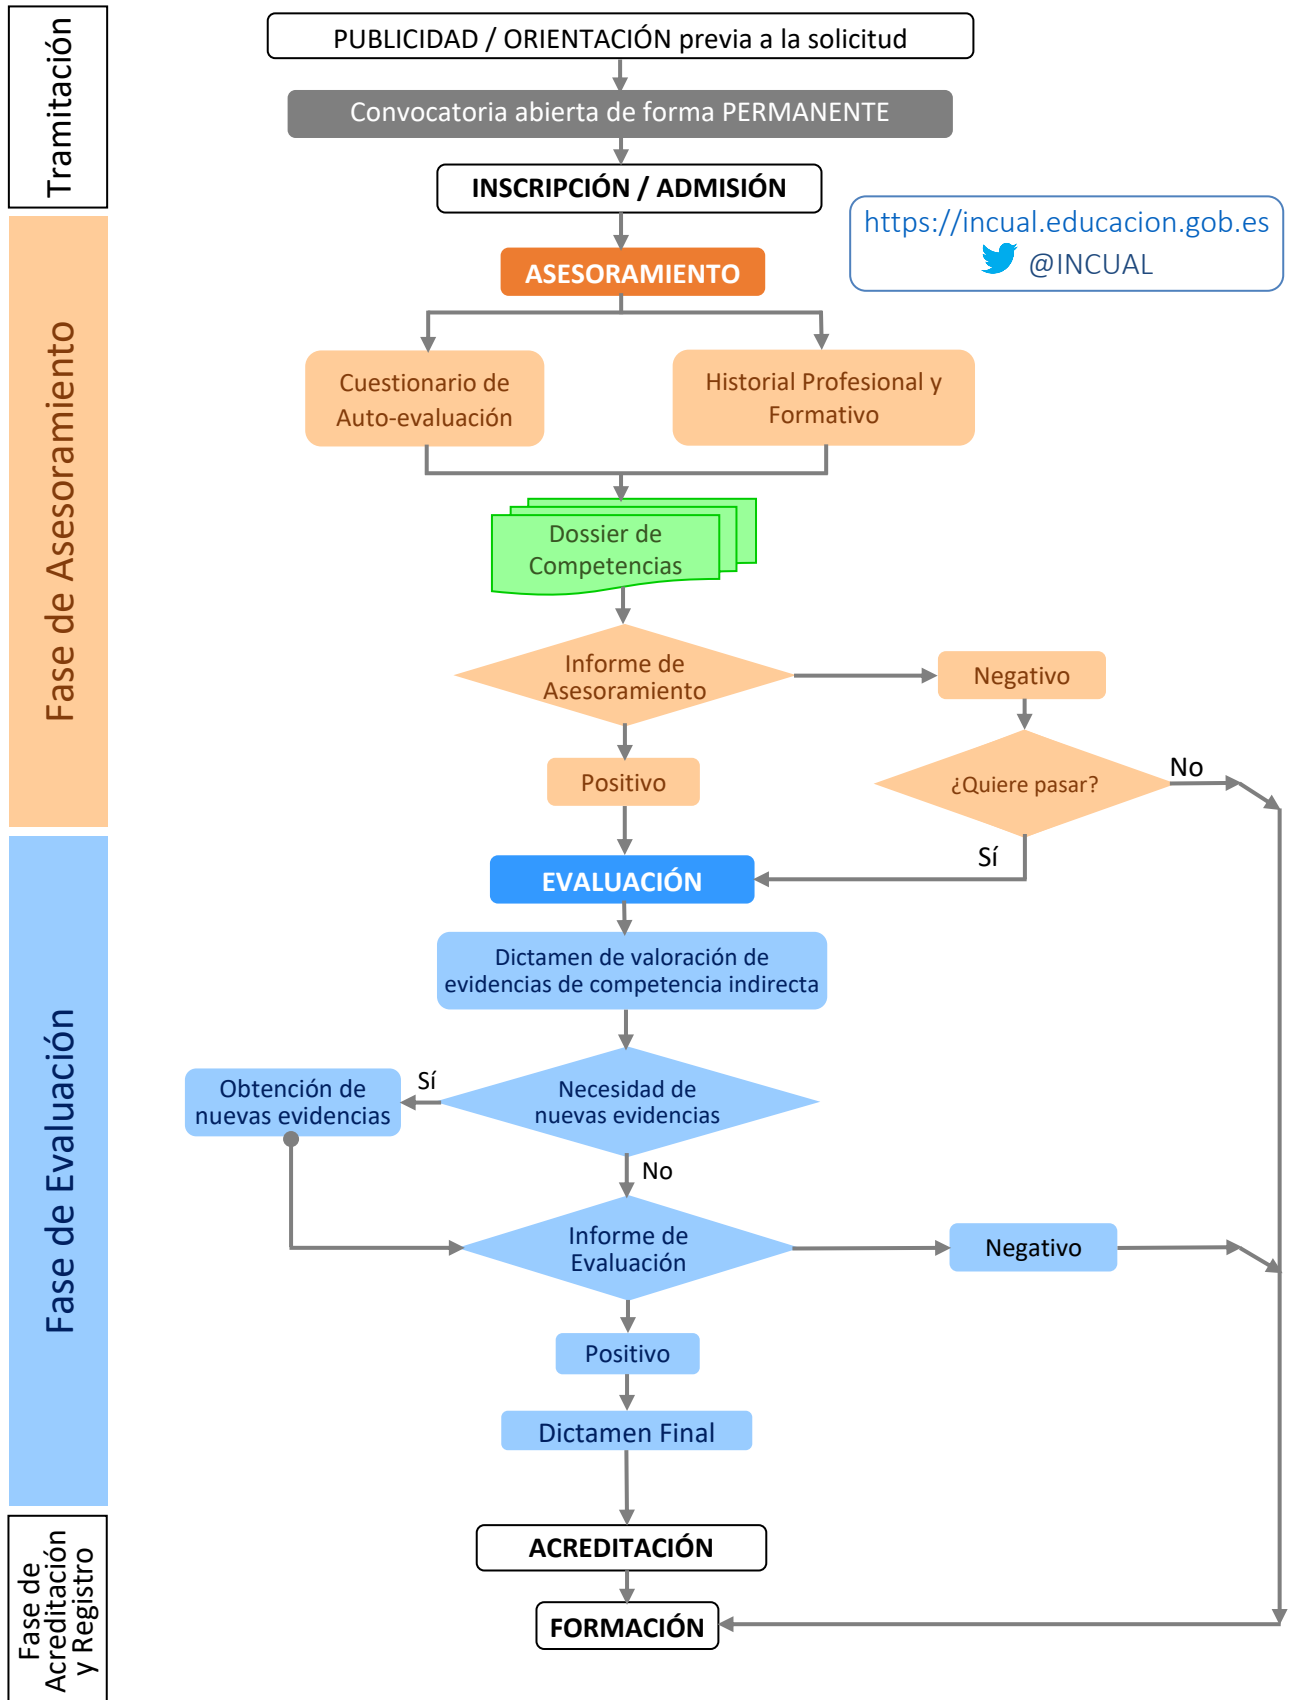 Tramitación
PUBLICIDAD / ORIENTACIÓN previa a la solicitud
Convocatoria abierta de forma PERMANENTE
INSCRIPCIÓN / ADMISIÓN
https://incual.educacion.gob.es
@INCUAL
Fase de Asesoramiento
ASESORAMIENTO
Cuestionario de
Auto-evaluación
Historial Profesional y
Formativo
Dossier de
Competencias
Informe de
Asesoramiento
Negativo
Positivo
¿Quiere pasar?
No
Sí
Fase de Evaluación
EVALUACIÓN
Dictamen de valoración de
evidencias de competencia indirecta
Necesidad de
nuevas evidencias
Sí
Obtención de
nuevas evidencias
No
Informe de
Evaluación
Negativo
Positivo
Dictamen Final
Fase de
Acreditación
y Registro
ACREDITACIÓN
FORMACIÓN